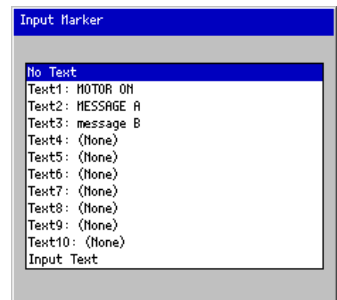 Input Marker
No Text
Text1: MOTOR ON
Text2: MESSAGE A
Text3: message B
Text4: (None)
Text5: (None)
Text6: (None)
Text7: (None)
Text8: (None)
Text9: (None)
Text10: (None)
Input Text